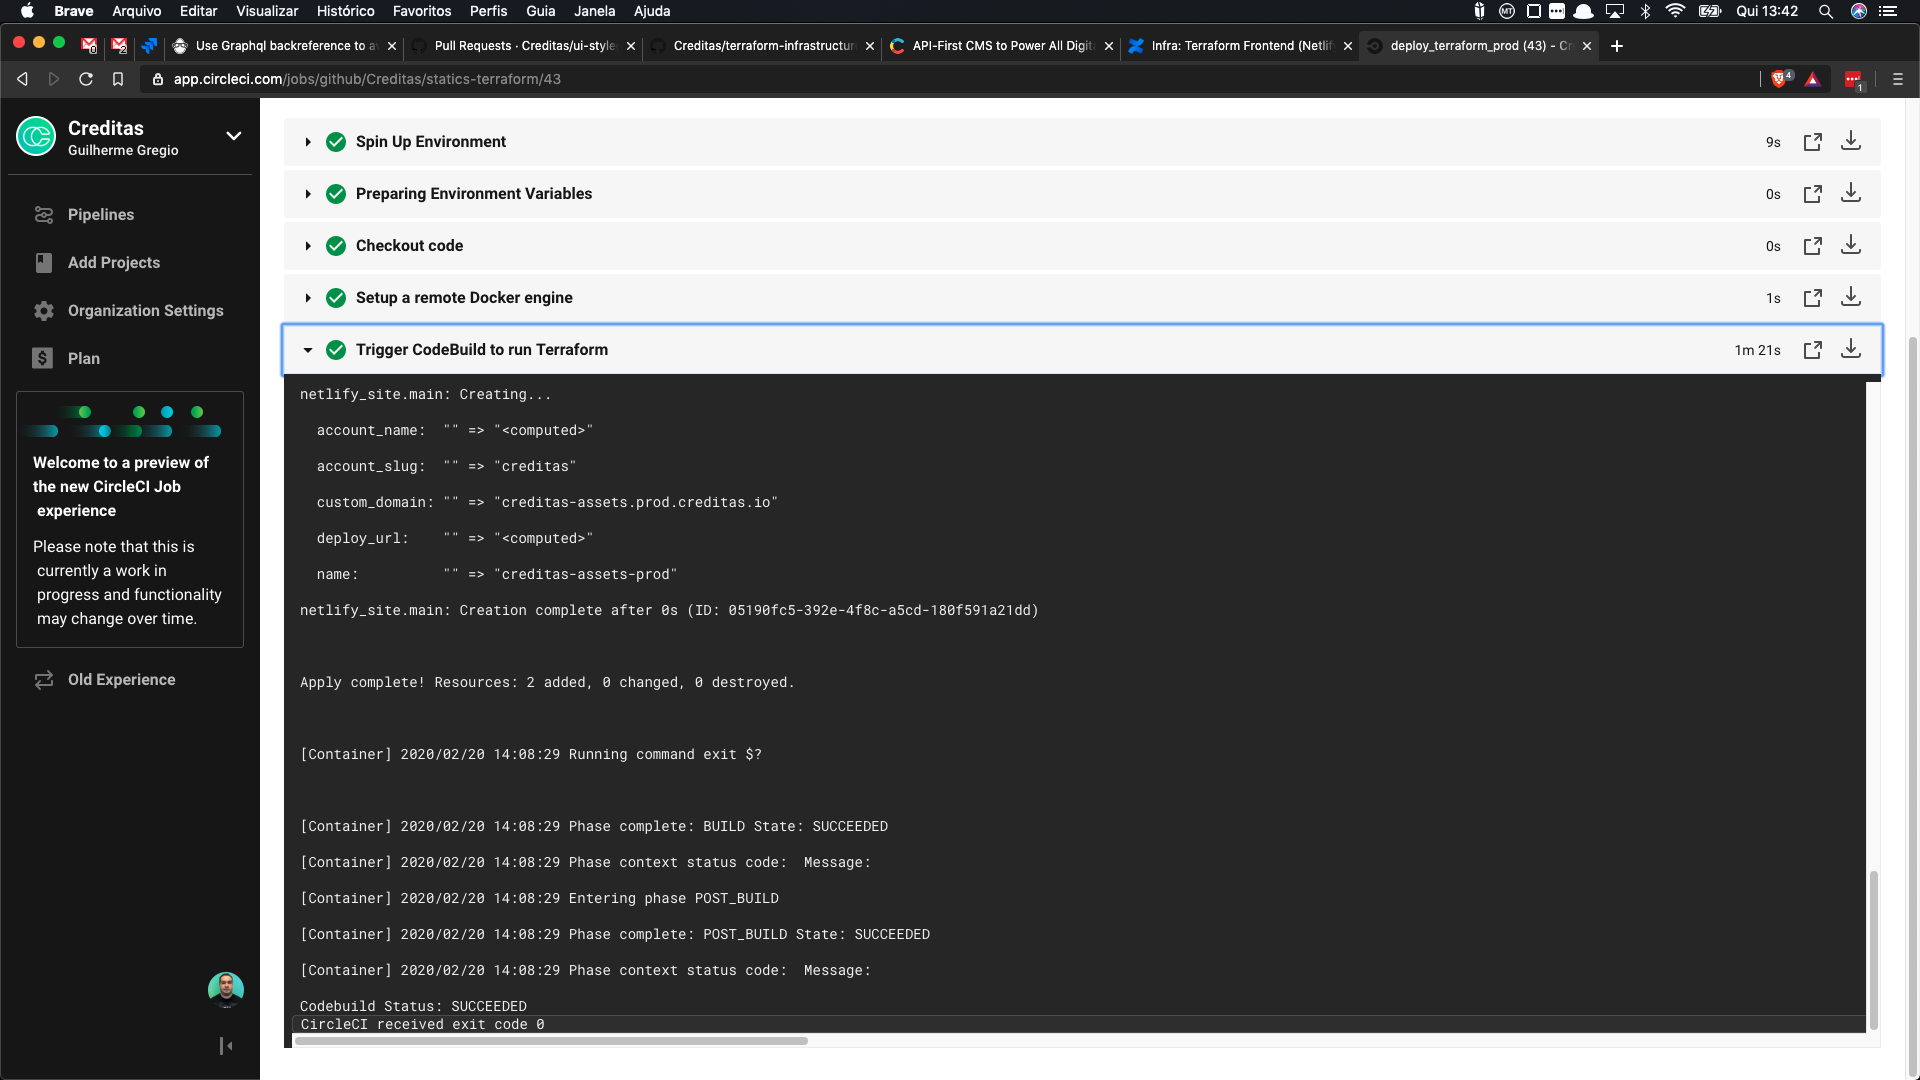 Brave Arquivo Editar Visualizar Histórico Favoritos Perfis Guia Janela Ajuda
Qui 13:42
Use Graphql backreference to a
Pull Requests · Creditas/ui-style
Creditas/terraform-infrastructur
API-First CMS to Power All Digit
Infra: Terraform Frontend (Netlif
deploy_terraform_prod (43) - C
app.circleci.com/jobs/github/Creditas/statics-terraform/43
4
1
Creditas
Guilherme Gregio
Pipelines
Add Projects
Organization Settings
Plan
Welcome to a preview of
the new CircleCI Job
experience
Please note that this is
currently a work in
progress and functionality
may change over time.
Old Experience
Spin Up Environment 9s
Preparing Environment Variables 0s
Checkout code 0s
Setup a remote Docker engine 1s
Trigger CodeBuild to run Terraform 1m 21s
netlify_site.main: Creating...
account_name: "" => "<computed>"
account_slug: "" => "creditas"
custom_domain: "" => "creditas-assets.prod.creditas.io"
deploy_url: "" => "<computed>"
name: "" => "creditas-assets-prod"
netlify_site.main: Creation complete after 0s (ID: 05190fc5-392e-4f8c-a5cd-180f591a21dd)
Apply complete! Resources: 2 added, 0 changed, 0 destroyed.
[Container] 2020/02/20 14:08:29 Running command exit $?
[Container] 2020/02/20 14:08:29 Phase complete: BUILD State: SUCCEEDED
[Container] 2020/02/20 14:08:29 Phase context status code:  Message:
[Container] 2020/02/20 14:08:29 Entering phase POST_BUILD
[Container] 2020/02/20 14:08:29 Phase complete: POST_BUILD State: SUCCEEDED
[Container] 2020/02/20 14:08:29 Phase context status code:  Message:
Codebuild Status: SUCCEEDED
CircleCI received exit code 0